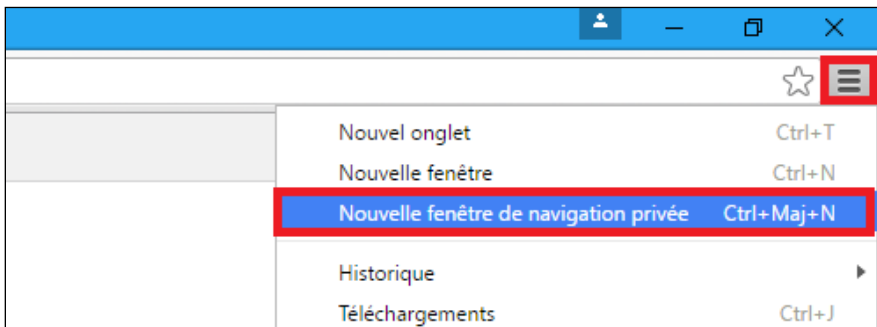 Nouvel onglet Ctrl+T
Nouvelle fenêtre Ctrl+N
Nouvelle fenêtre de navigation privée Ctrl+Maj+N
Historique
Téléchargements Ctrl+J